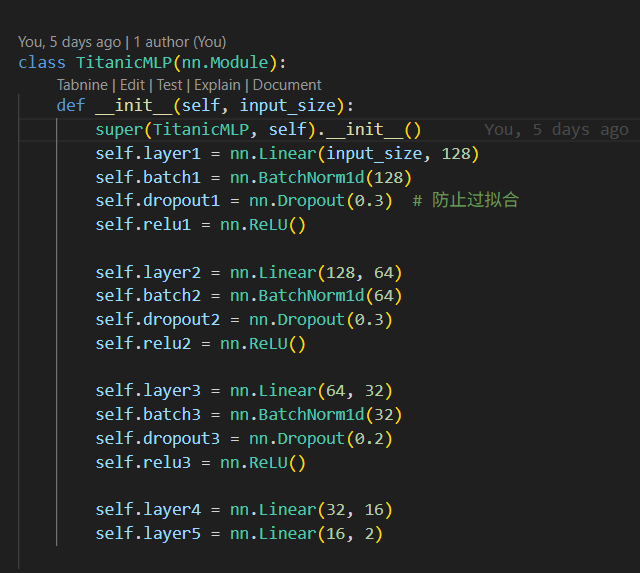 You, 5 days ago | 1 author (You)
class TitanicMLP(nn.Module):
Tabnine | Edit | Test | Explain | Document
def __init__(self, input_size):
super(TitanicMLP, self).__init__() You, 5 days ago
self.layer1 = nn.Linear(input_size, 128)
self.batch1 = nn.BatchNorm1d(128)
self.dropout1 = nn.Dropout(0.3) # 防止过拟合
self.relu1 = nn.ReLU()
self.layer2 = nn.Linear(128, 64)
self.batch2 = nn.BatchNorm1d(64)
self.dropout2 = nn.Dropout(0.3)
self.relu2 = nn.ReLU()
self.layer3 = nn.Linear(64, 32)
self.batch3 = nn.BatchNorm1d(32)
self.dropout3 = nn.Dropout(0.2)
self.relu3 = nn.ReLU()
self.layer4 = nn.Linear(32, 16)
self.layer5 = nn.Linear(16, 2)